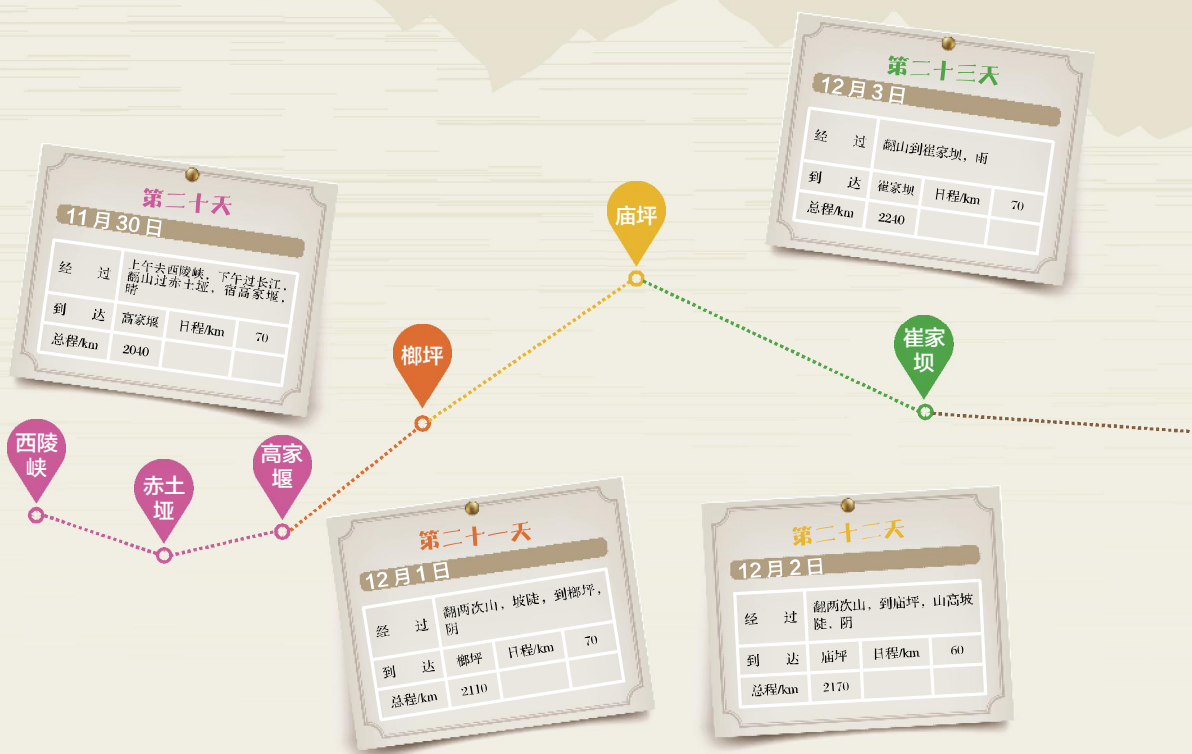 第二十天
11月30日
经 过
上午去西陵峡，下午过长江，
翻山过赤土垭，宿高家堰，
晴
到 达 高家堰 日程/km 70
总程/km 2040
第二十三天
12月3日
经 过 翻山到崔家坝，雨
到 达 崔家坝 日程/km 70
总程/km 2240
庙坪
榔坪
崔家
坝
西陵
峡
赤土
垭
高家
堰
第二十一天
12月1日
经 过
翻两次山，坡陡，到榔坪，
阴
到 达 榔坪 日程/km 70
总程/km 2110
第二十二天
12月2日
经 过
翻两次山，到庙坪，山高坡
陡，阴
到 达 庙坪 日程/km 60
总程/km 2170